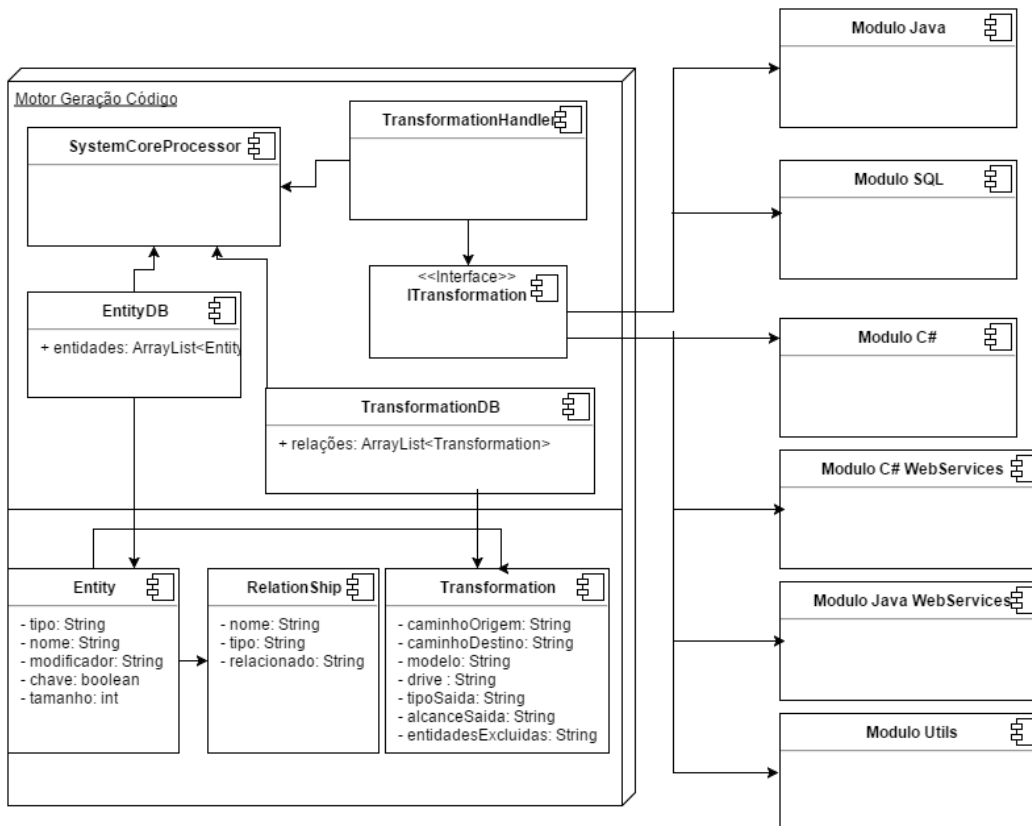 Motor Geração Código
SystemCoreProcessor
TransformationHandler
<<Interface>>
ITransformation
EntityDB
+ entidades: ArrayList<Entity
TransformationDB
+ relações: ArrayList<Transformation>
Entity
- tipo: String
- nome: String
- modificador: String
- chave: boolean
- tamanho: int
RelationShip
- nome: String
- tipo: String
- relacionado: String
Transformation
- caminhoOrigem: String
- caminhoDestino: String
- modelo: String
- drive : String
- tipoSaida: String
- alcanceSaida: String
- entidadesExcluidas: String
Modulo Java
Modulo SQL
Modulo C#
Modulo C# WebServices
Modulo Java WebServices
Modulo Utils